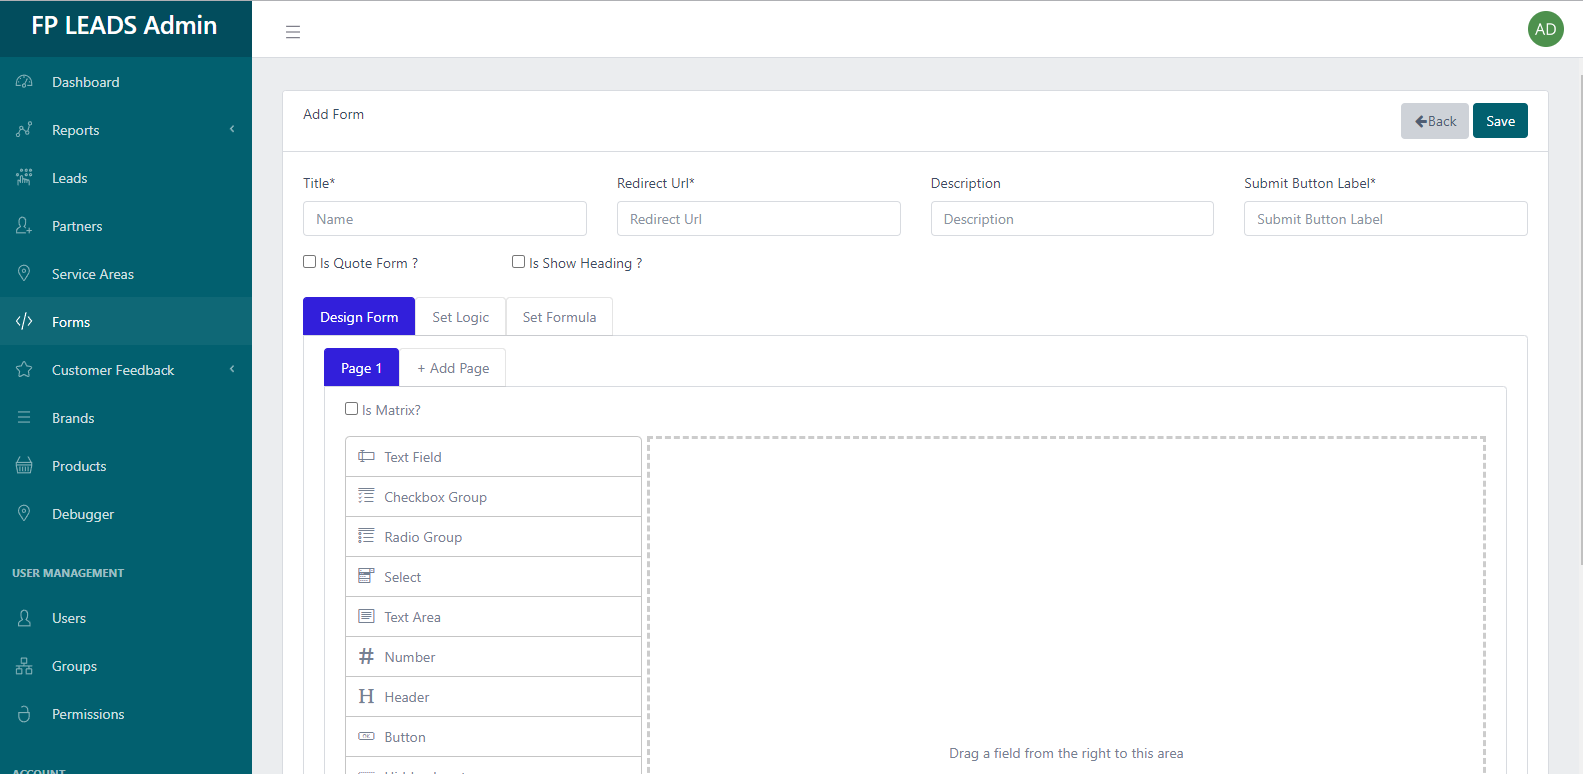 FP LEADS Admin
AD
Dashboard
Reports
Leads
Partners
Service Areas
Forms
Customer Feedback
Brands
Products
Debugger
USER MANAGEMENT
Users
Groups
Permissions
ACCOUNT
Add Form
Back
Save
Title*
Redirect Url*
Description
Submit Button Label*
Name
Redirect Url
Description
Submit Button Label
Is Quote Form ?
Is Show Heading ?
Design Form
Set Logic
Set Formula
Page 1
+ Add Page
Is Matrix?
Text Field
Checkbox Group
Radio Group
Select
Text Area
Number
Header
Button
Drag a field from the right to this area